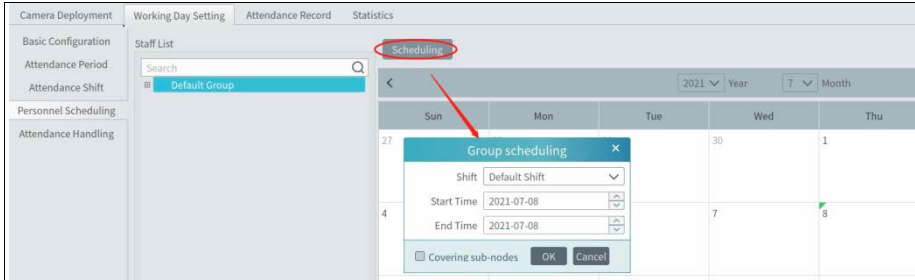 Camera Deployment Working Day Setting Attendance Record Statistics
Basic Configuration
Attendance Period
Attendance Shift
Personnel Scheduling
Attendance Handling
Staff List
Search
Default Group
Scheduling
2021 Year 7 Month
Sun Mon Tue Wed Thu
27 30 1
4 7 8
Group scheduling
Shift Default Shift
Start Time 2021-07-08
End Time 2021-07-08
Covering sub-nodes OK Cancel